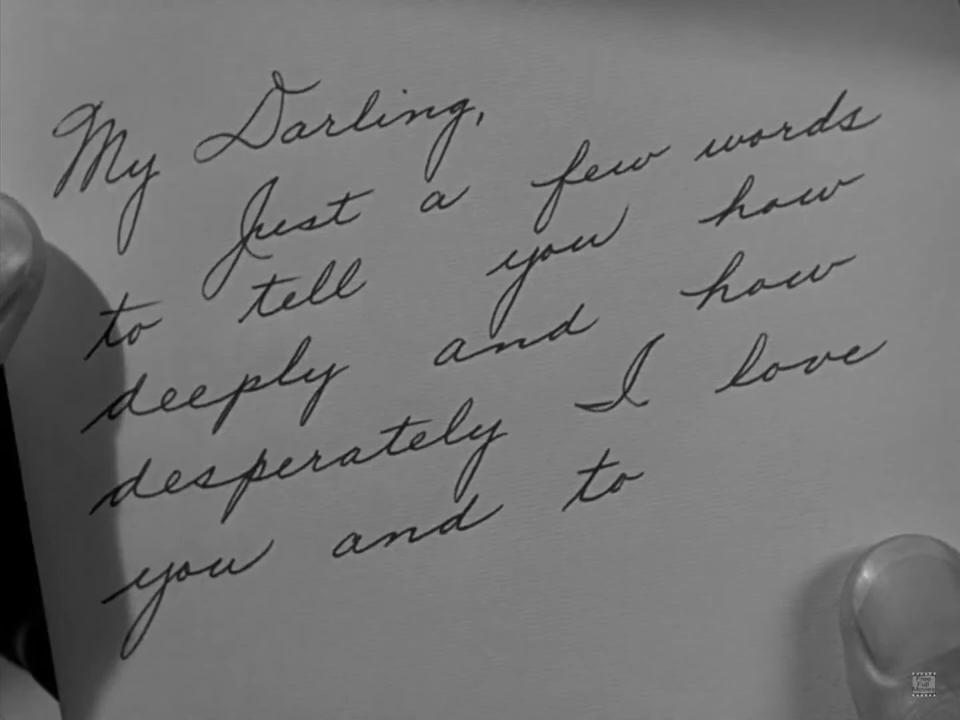 My Darling,
Just a few words
to tell you how
deeply and how
desperately I love
you and to